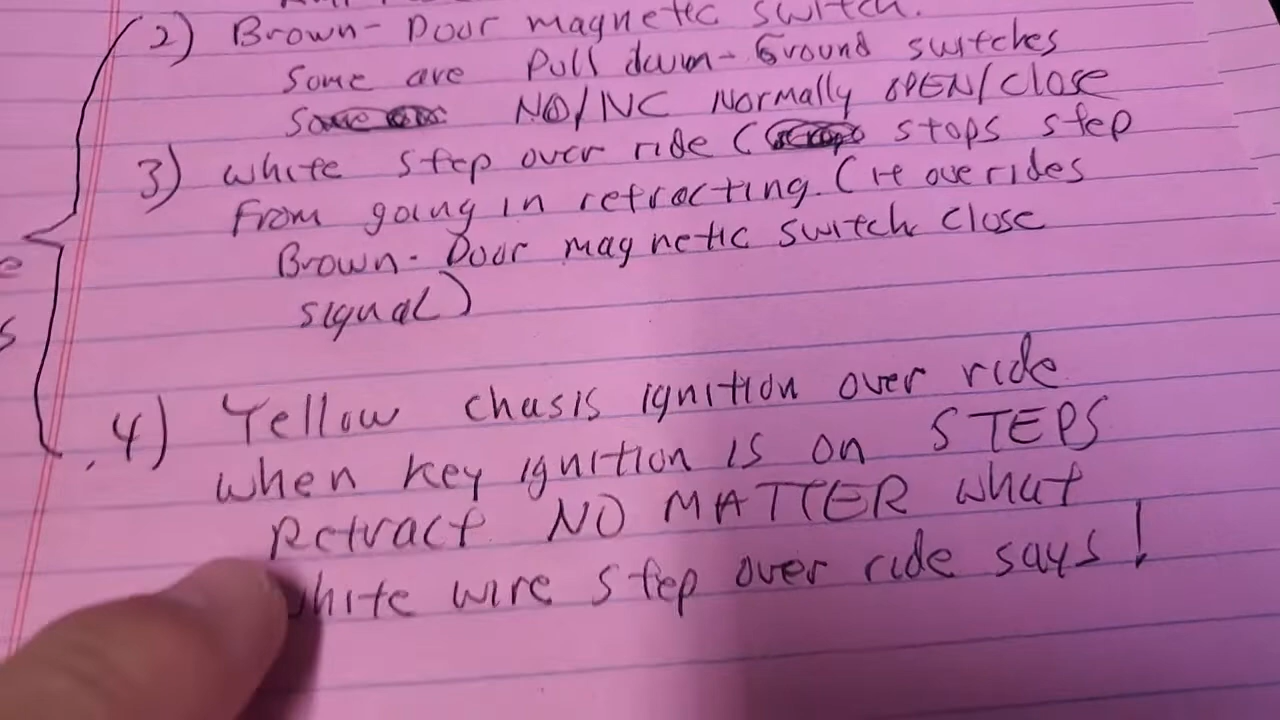 2) Brown - Door magnetic switch.
Some are Pull down - Ground switches
NO/NC Normally OPEN/Close
3) White step over ride ( stops step
From going in retracting. (it overides
Brown - Door magnetic switch close
signal)
4) Yellow chasis ignition over ride
when key ignition is on STEPS
Retract NO MATTER what
white wire step over ride says!